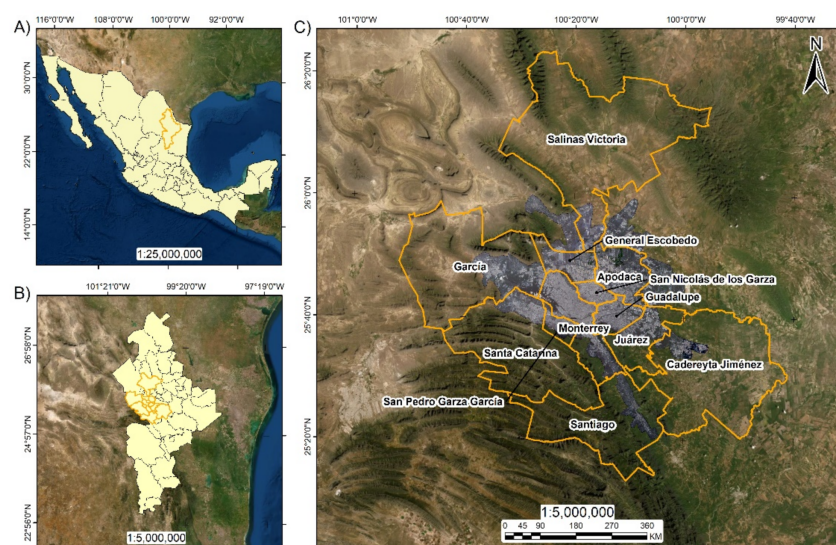 A)
116°0'0"W 108°0'0"W 100°0'0"W 92°0'0"W
30°0'0"N
22°0'0"N
14°0'0"N
1:25,000,000
B)
101°21'0"W 99°20'0"W 97°19'0"W
26°58'0"N
24°57'0"N
22°56'0"N
1:5,000,000
C)
101°0'0"W 100°40'0"W 100°20'0"W 100°0'0"W 99°40'0"W
26°20'0"N
26°0'0"N
25°40'0"N
25°20'0"N
N
Salinas Victoria
General Escobedo
García
Apodaca
San Nicolás de los Garza
Guadalupe
Monterrey
Juárez
Santa Catarina
Cadereyta Jiménez
San Pedro Garza García
Santiago
1:5,000,000
0 45 90 180 270 360
KM